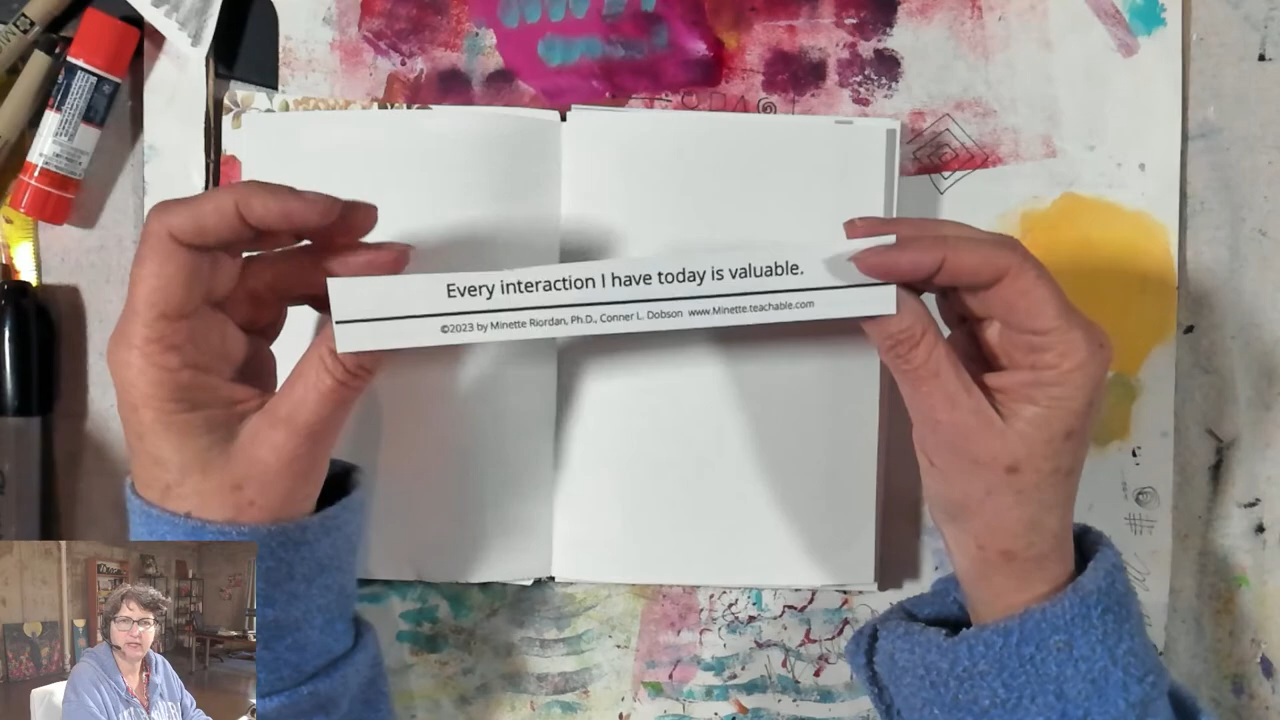 Every interaction I have today is valuable.
©2023 by Minette Riordan, Ph.D., Conner L. Dobson www.Minette.teachable.com